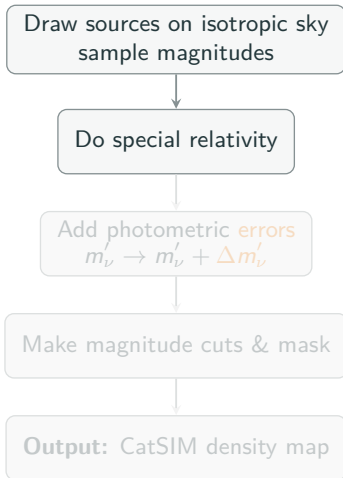 Draw sources on isotropic sky
sample magnitudes
Do special relativity
Add photometric errors
m′ν → m′ν + Δm′ν
Make magnitude cuts & mask
Output: CatSIM density map